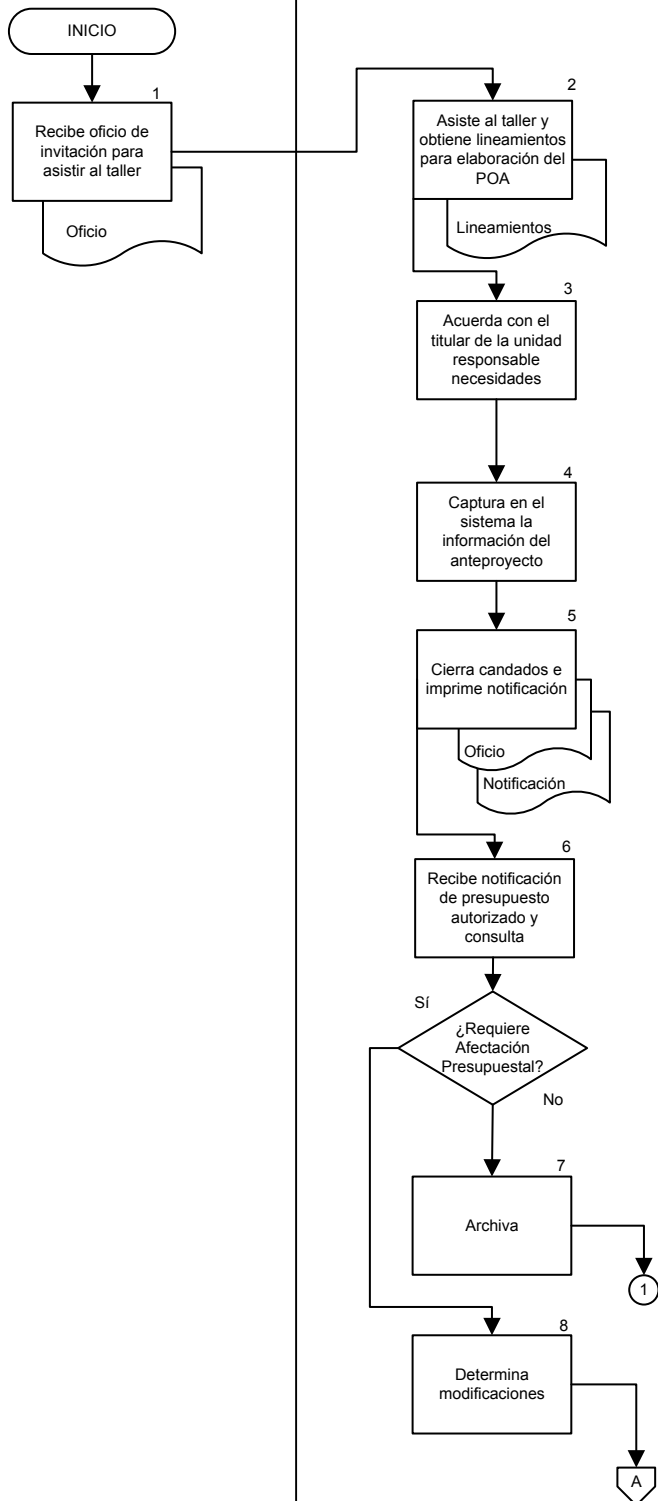 INICIO
1
Recibe oficio de
invitación para
asistir al taller
Oficio
2
Asiste al taller y
obtiene lineamientos
para elaboración del
POA
Lineamientos
3
Acuerda con el
titular de la unidad
responsable
necesidades
4
Captura en el
sistema la
información del
anteproyecto
5
Cierra candados e
imprime notificación
Oficio
Notificación
6
Recibe notificación
de presupuesto
autorizado y
consulta
Sí
¿Requiere
Afectación
Presupuestal?
No
7
Archiva
1
8
Determina
modificaciones
A